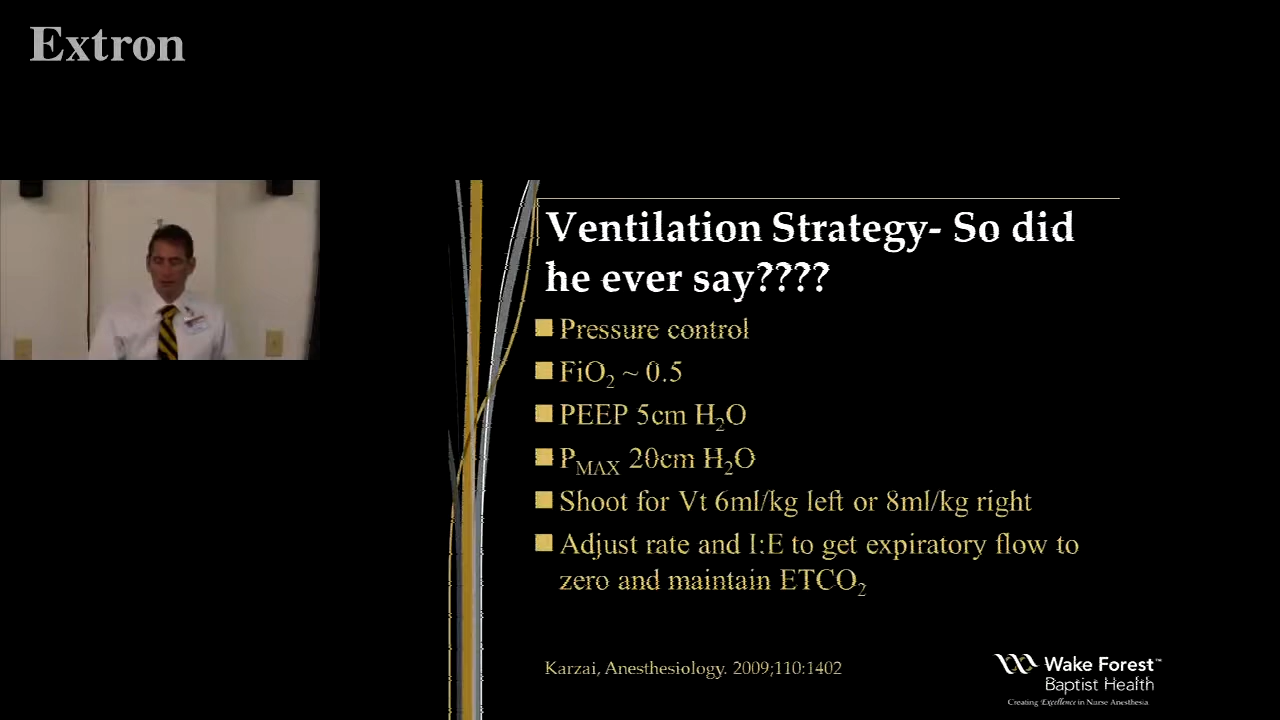 Extron
Ventilation Strategy- So did
he ever say????
Pressure control
FiO₂ ~ 0.5
PEEP 5cm H₂O
PMAX 20cm H₂O
Shoot for Vt 6ml/kg left or 8ml/kg right
Adjust rate and I:E to get expiratory flow to
zero and maintain ETCO₂
Karzai, Anesthesiology. 2009;110:1402
Wake Forest™
Baptist Health
Creating Excellence in Nurse Anesthesia